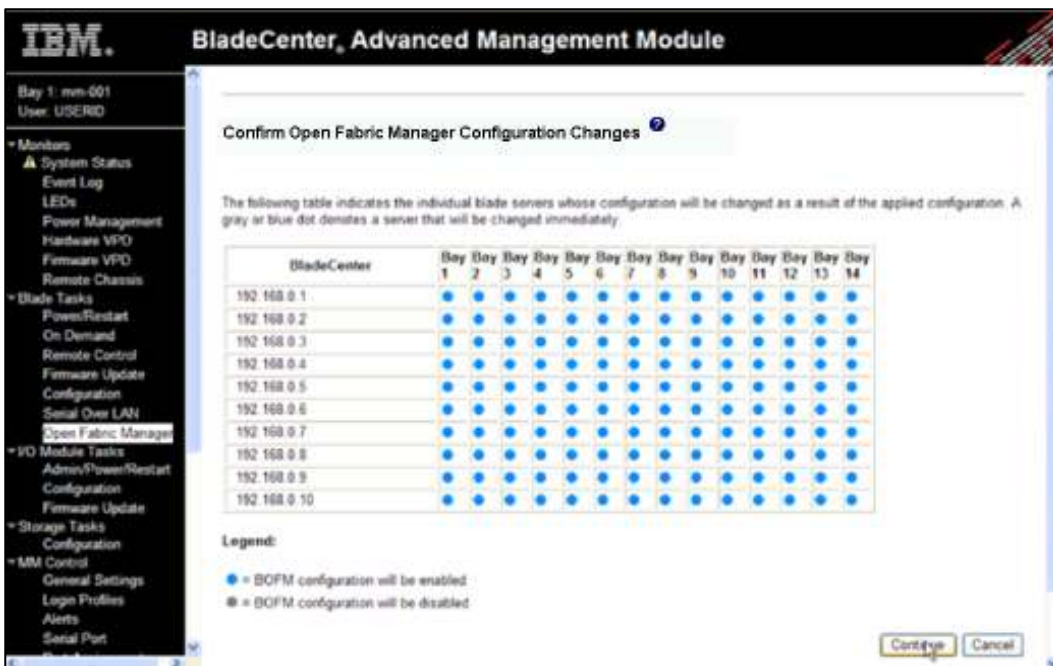 IBM.
BladeCenter® Advanced Management Module
Bay 1: mm-001
User: USERID
Monitors
System Status
Event Log
LEDs
Power Management
Hardware VPD
Firmware VPD
Remote Chassis
Blade Tasks
Power/Restart
On Demand
Remote Control
Firmware Update
Configuration
Serial Over LAN
Open Fabric Manager
I/O Module Tasks
Admin/Power/Restart
Configuration
Firmware Update
Storage Tasks
Configuration
MM Control
General Settings
Login Profiles
Alerts
Serial Port
Confirm Open Fabric Manager Configuration Changes ?
The following table indicates the individual blade servers whose configuration will be changed as a result of the applied configuration. A
gray or blue dot denotes a server that will be changed immediately.
BladeCenter Bay 1 Bay 2 Bay 3 Bay 4 Bay 5 Bay 6 Bay 7 Bay 8 Bay 9 Bay 10 Bay 11 Bay 12 Bay 13 Bay 14
192.168.0.1
192.168.0.2
192.168.0.3
192.168.0.4
192.168.0.5
192.168.0.6
192.168.0.7
192.168.0.8
192.168.0.9
192.168.0.10
Legend:
= BOFM configuration will be enabled
= BOFM configuration will be disabled
Continue Cancel